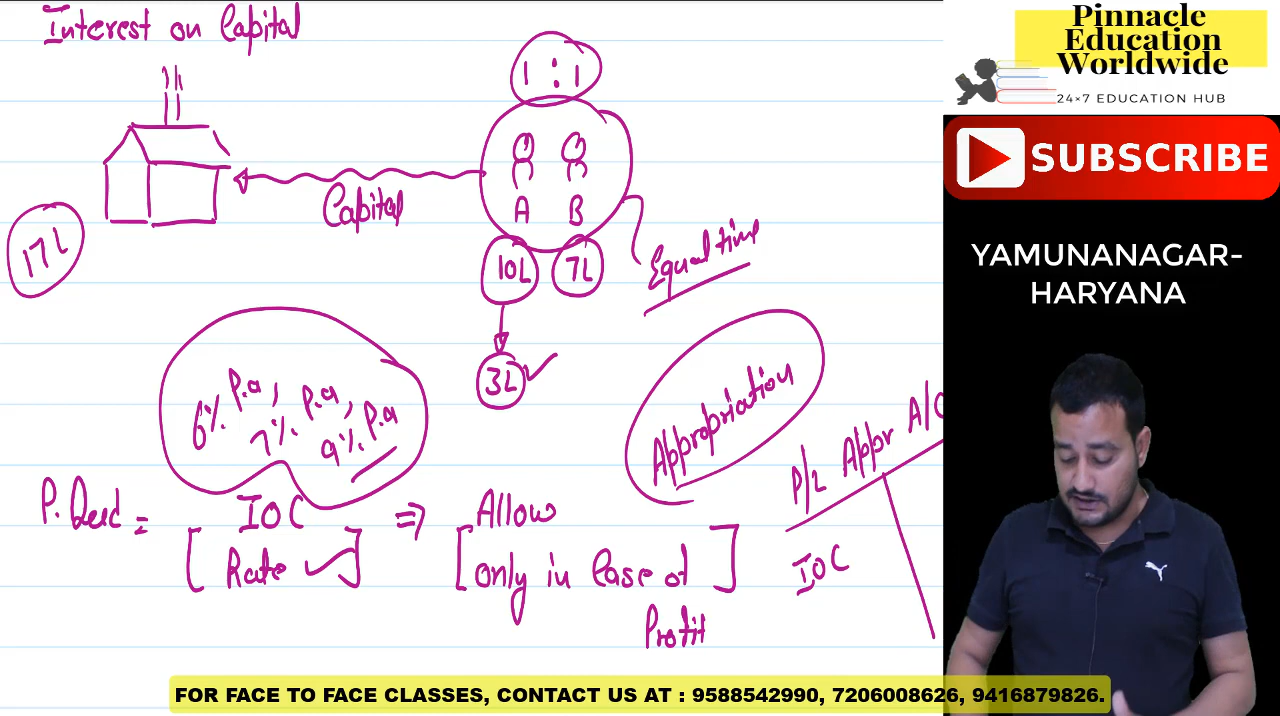 Interest on Capital
1 : 1
Capital
A B
10L 7L
17L
Equal time
3L
6% P.a, 7% P.a, 9% P.a
Appropriation
P/L Appr A/C
P. Deed = IOC ⇒ Allow
[ Rate ✓ ] [ only in Case of ] IOC
Profit
Pinnacle
Education
Worldwide
24×7 EDUCATION HUB
SUBSCRIBE
YAMUNANAGAR-
HARYANA
FOR FACE TO FACE CLASSES, CONTACT US AT : 9588542990, 7206008626, 9416879826.